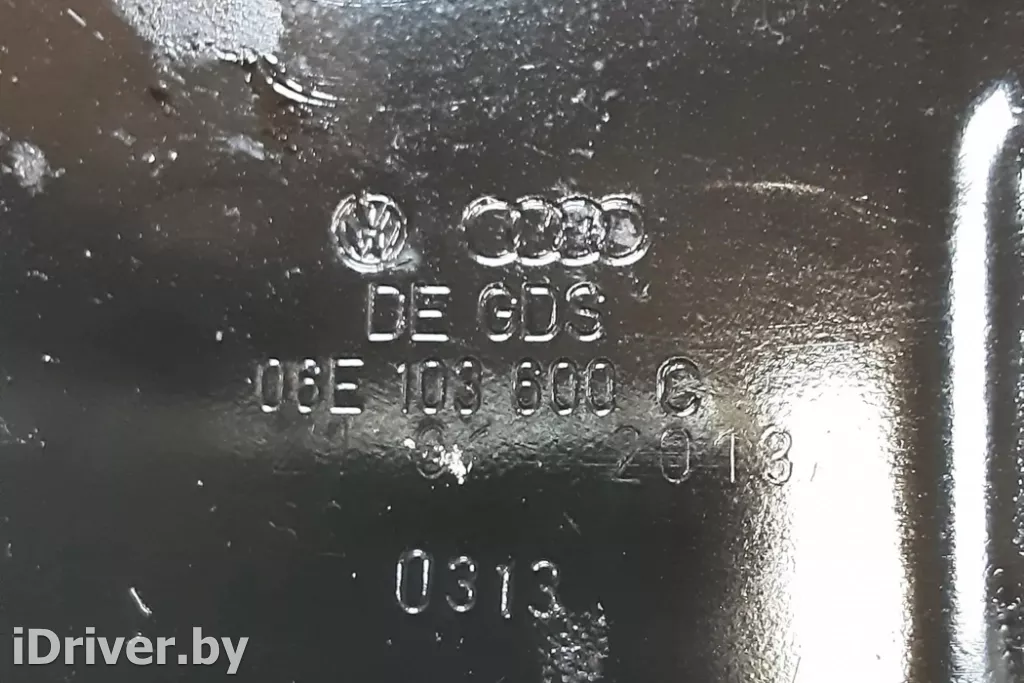 DE GDS
06E 103 600 C
2013
0313
iDriver.by